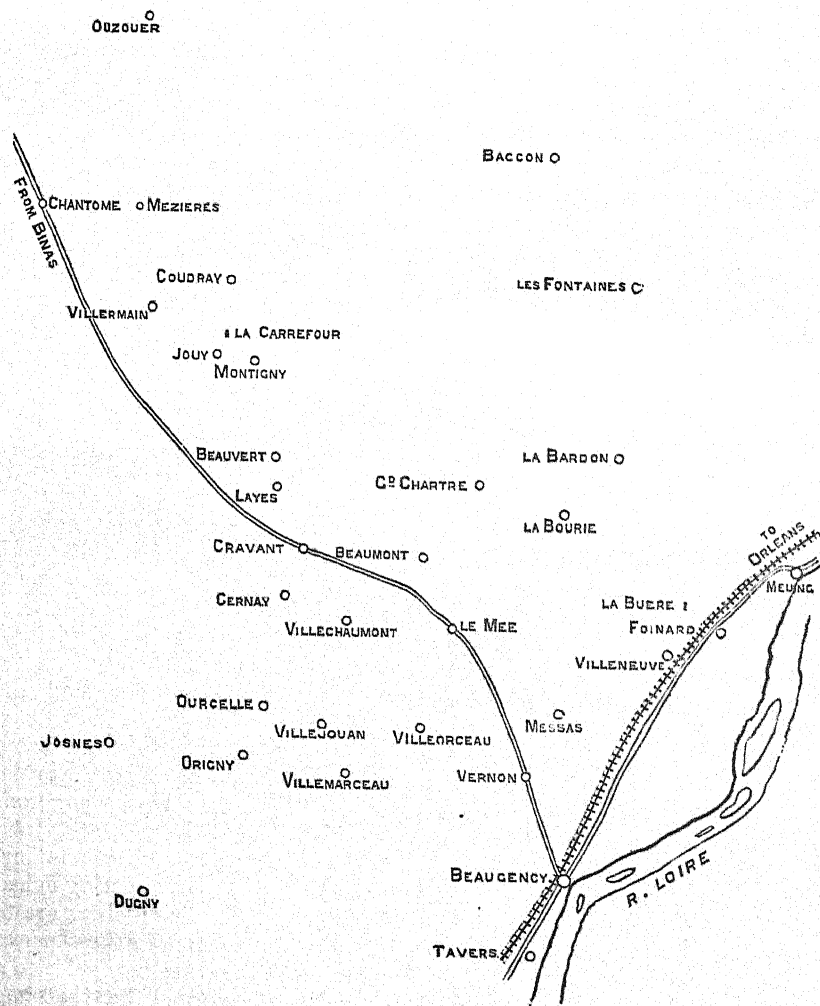 OUZOUER
BACCON
FROM BINAS
CHANTOME
MEZIERES
COUDRAY
LES FONTAINES
VILLERMAIN
LA CARREFOUR
JOUY
MONTIGNY
BEAUVERT
LA BARDON
LAYES
Gᴰ CHARTRE
LA BOURIE
TO
ORLEANS
CRAVANT
BEAUMONT
MEUNG
CERNAY
LA BUERE
VILLECHAUMONT
LE MEE
FOINARD
VILLENEUVE
OURCELLE
MESSAS
VILLEJOUAN
VILLEORCEAU
JOSNES
ORIGNY
VILLEMARCEAU
VERNON
BEAUGENCY
R. LOIRE
DUGNY
TAVERS